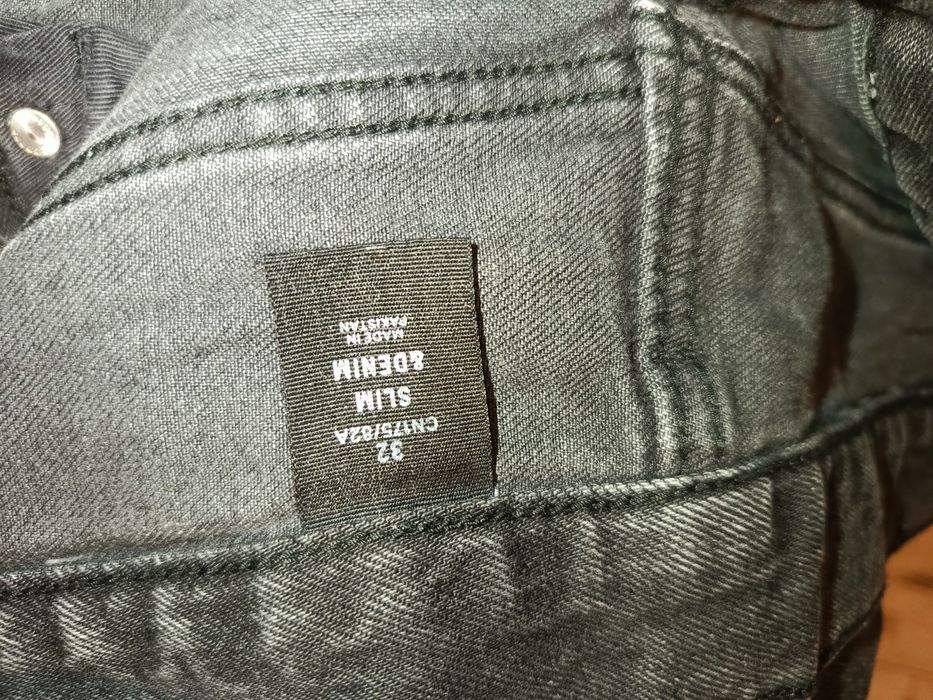 32
CN175/82A
SLIM
&DENIM
MADE IN
PAKISTAN